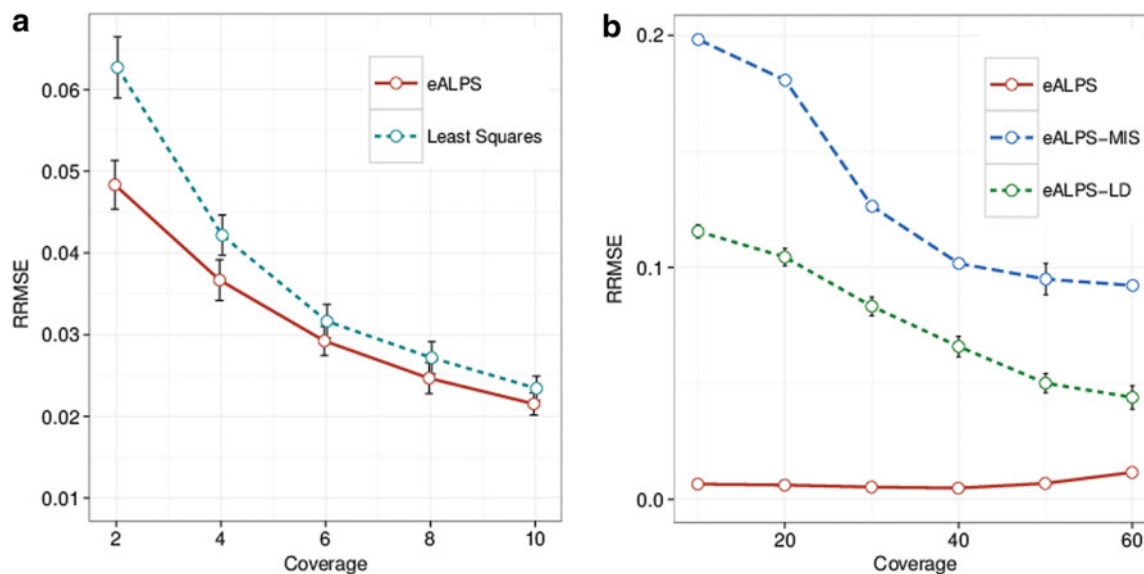 a
RRMSE
0.06
0.05
0.04
0.03
0.02
0.01
eALPS
Least Squares
2 4 6 8 10
Coverage
b
RRMSE
0.2
0.1
0.0
eALPS
eALPS-MIS
eALPS-LD
20 40 60
Coverage